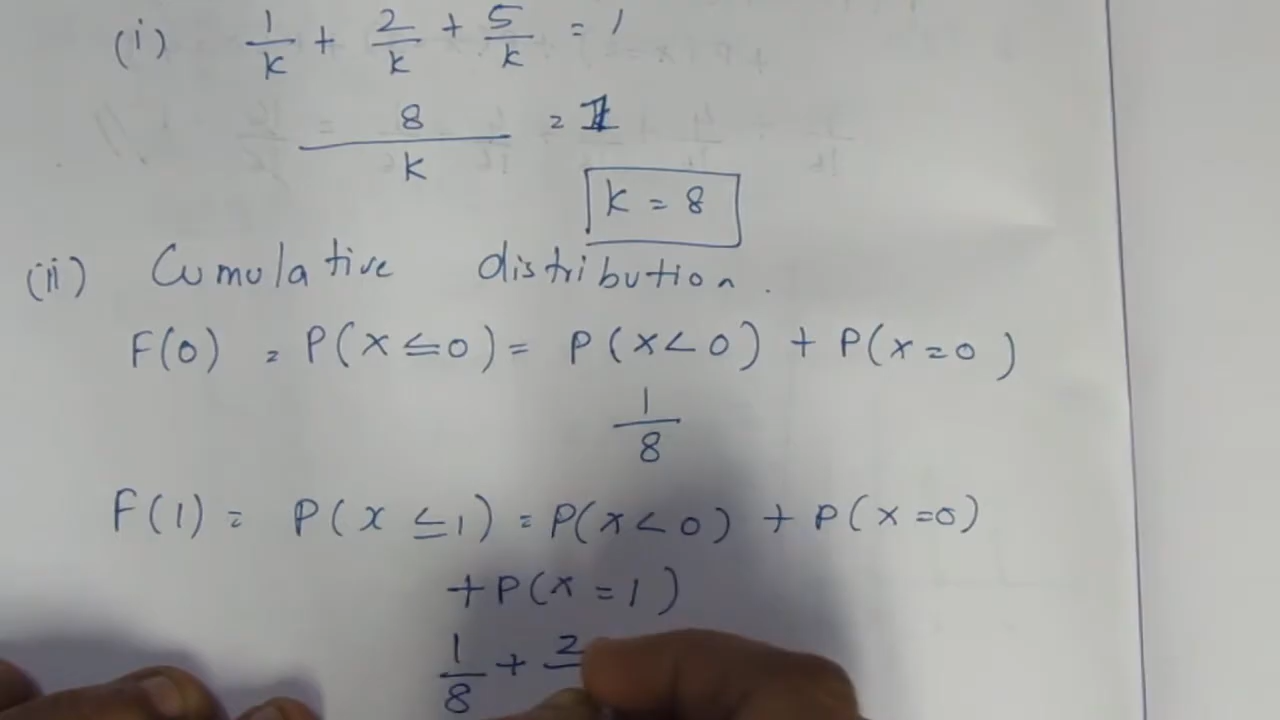 (i) 1/k + 2/k + 5/k = 1
8/k = 1
k = 8
(ii) Cumulative distribution.
F(0) = P(x ≤ 0) = P(x < 0) + P(x = 0)
1/8
F(1) = P(x ≤ 1) = P(x < 0) + P(x = 0)
+ P(x = 1)
1/8 + 2